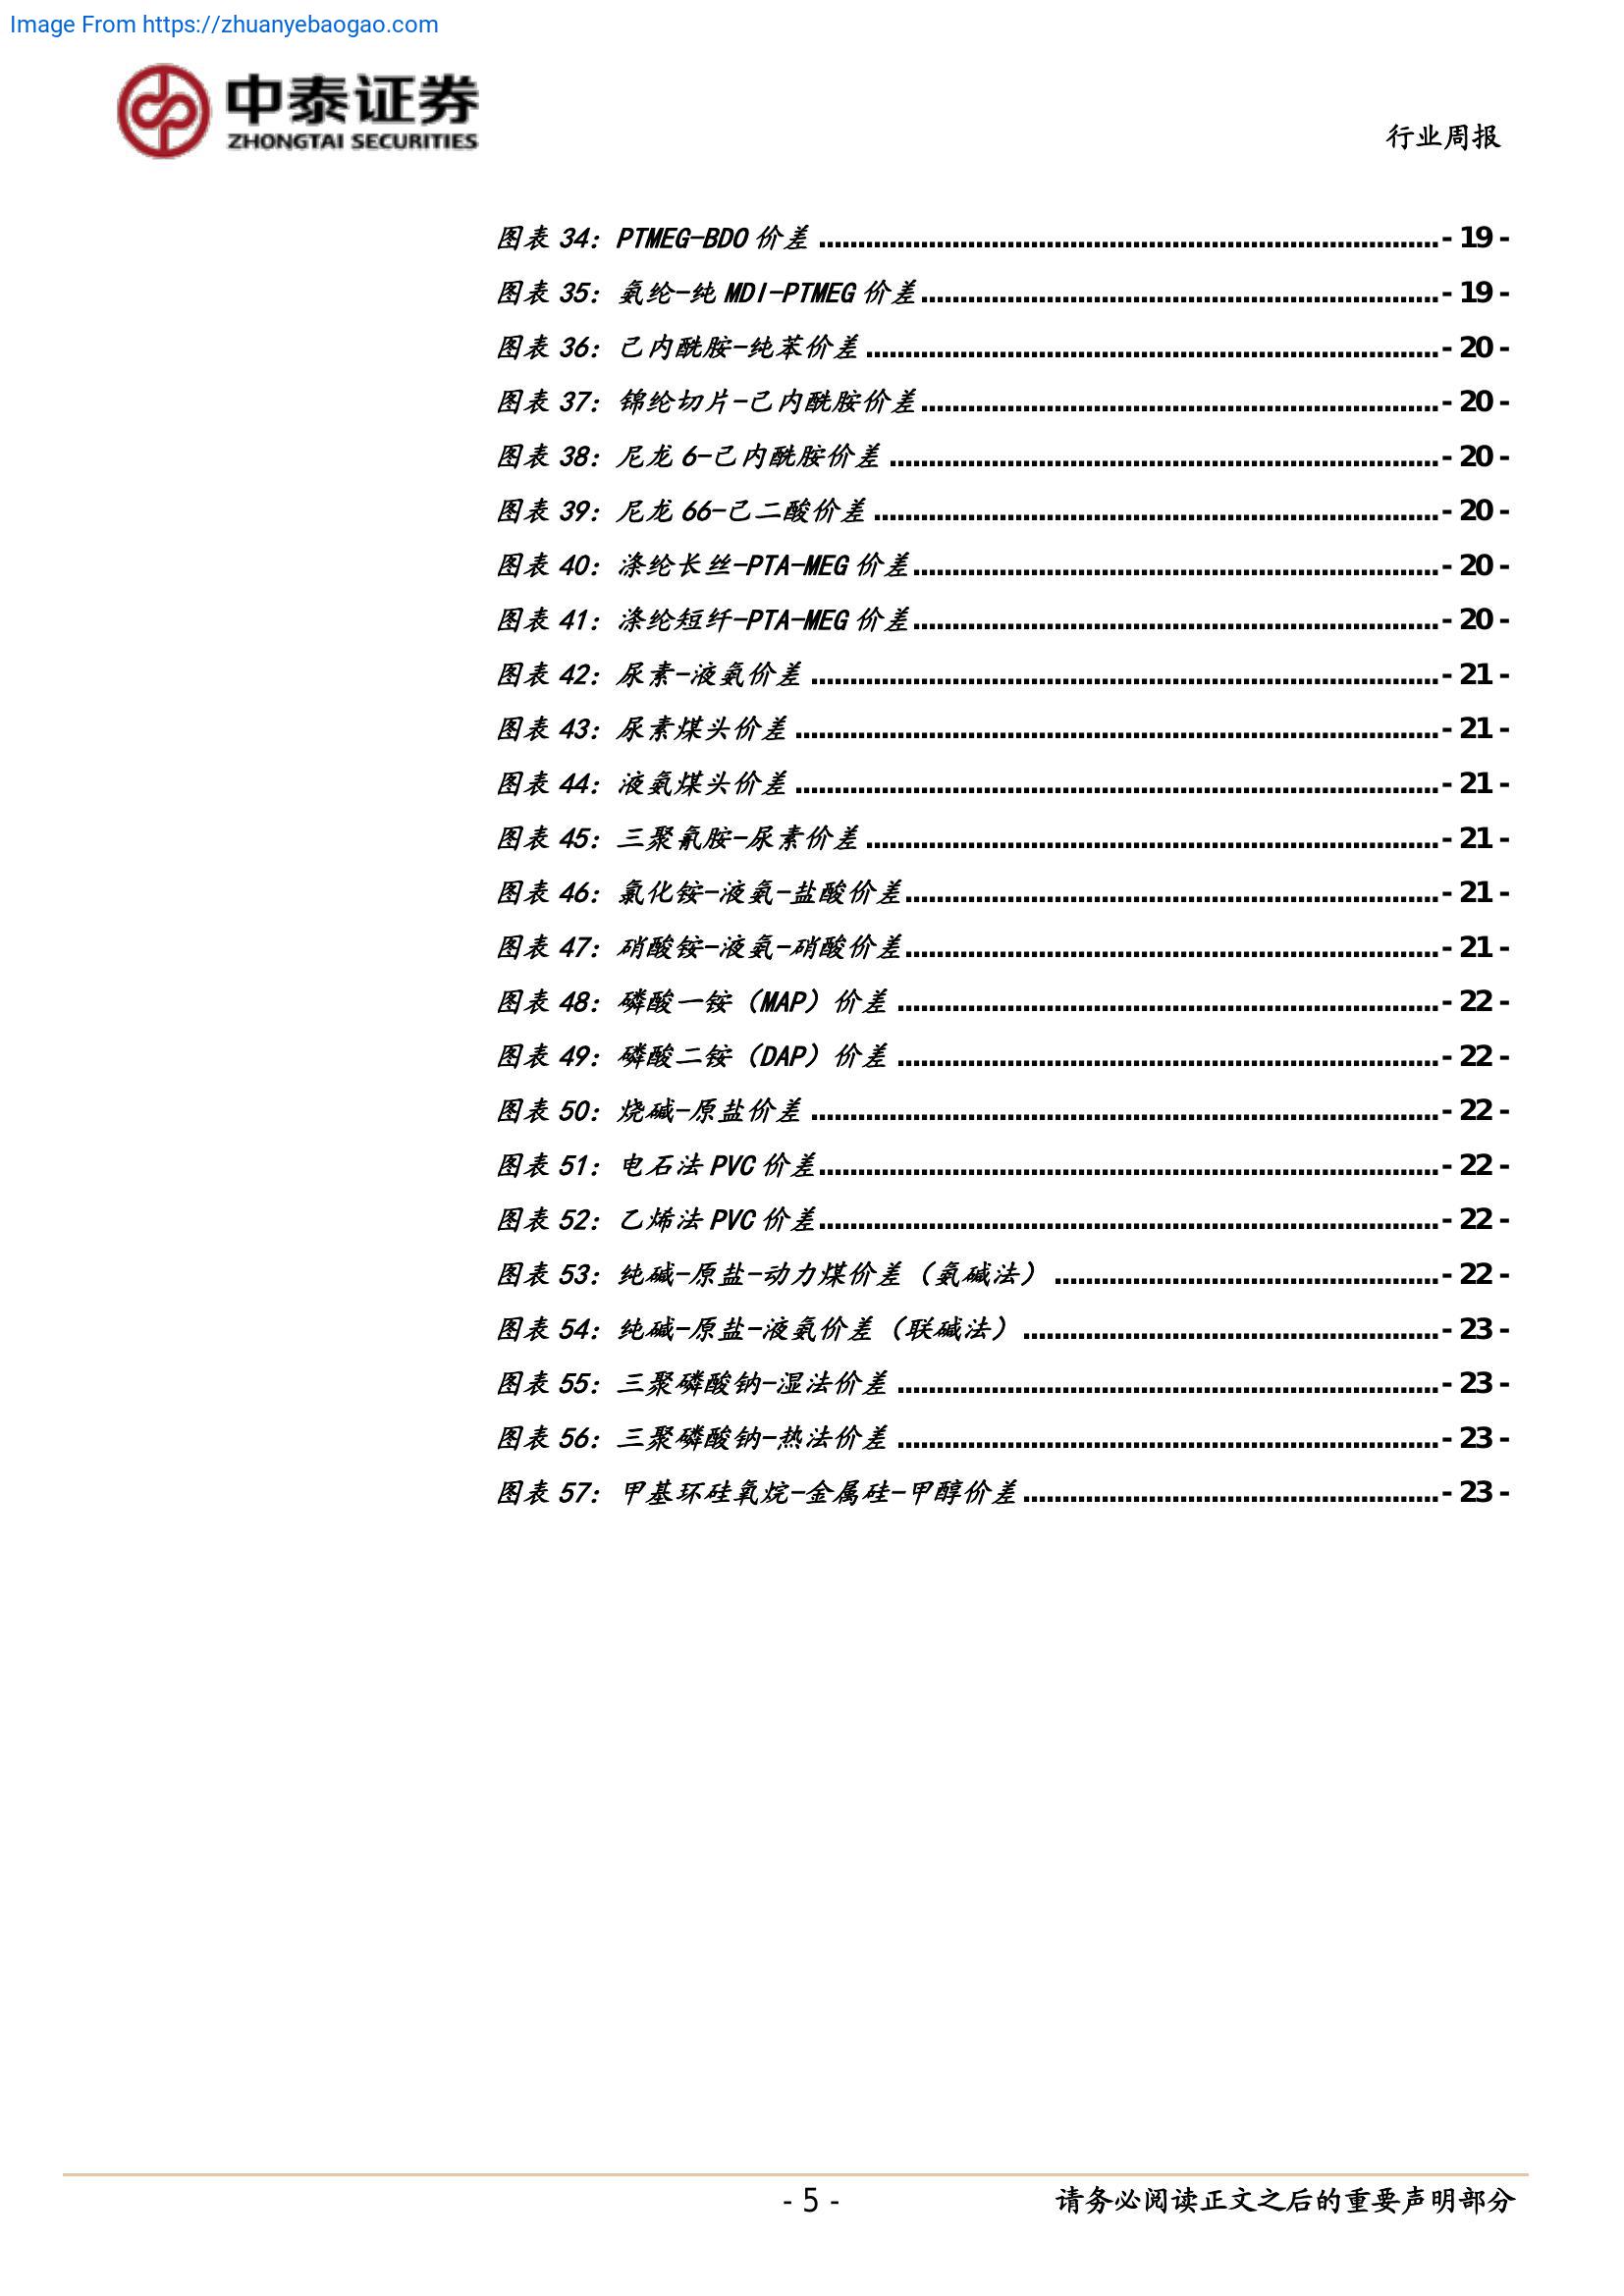 Image From https://zhuanyebaogao.com
中泰证券
ZHONGTAI SECURITIES
行业周报
图表 34：PTMEG-BDO 价差 ........................................ - 19 -
图表 35：氨纶-纯 MDI-PTMEG 价差 ........................................ - 19 -
图表 36：己内酰胺-纯苯价差 ........................................ - 20 -
图表 37：锦纶切片-己内酰胺价差 ........................................ - 20 -
图表 38：尼龙 6-己内酰胺价差 ........................................ - 20 -
图表 39：尼龙 66-己二酸价差 ........................................ - 20 -
图表 40：涤纶长丝-PTA-MEG 价差 ........................................ - 20 -
图表 41：涤纶短纤-PTA-MEG 价差 ........................................ - 20 -
图表 42：尿素-液氨价差 ........................................ - 21 -
图表 43：尿素煤头价差 ........................................ - 21 -
图表 44：液氨煤头价差 ........................................ - 21 -
图表 45：三聚氰胺-尿素价差 ........................................ - 21 -
图表 46：氯化铵-液氨-盐酸价差 ........................................ - 21 -
图表 47：硝酸铵-液氨-硝酸价差 ........................................ - 21 -
图表 48：磷酸一铵（MAP）价差 ........................................ - 22 -
图表 49：磷酸二铵（DAP）价差 ........................................ - 22 -
图表 50：烧碱-原盐价差 ........................................ - 22 -
图表 51：电石法 PVC 价差 ........................................ - 22 -
图表 52：乙烯法 PVC 价差 ........................................ - 22 -
图表 53：纯碱-原盐-动力煤价差（氨碱法） ........................................ - 22 -
图表 54：纯碱-原盐-液氨价差（联碱法） ........................................ - 23 -
图表 55：三聚磷酸钠-湿法价差 ........................................ - 23 -
图表 56：三聚磷酸钠-热法价差 ........................................ - 23 -
图表 57：甲基环硅氧烷-金属硅-甲醇价差 ........................................ - 23 -
- 5 -
请务必阅读正文之后的重要声明部分